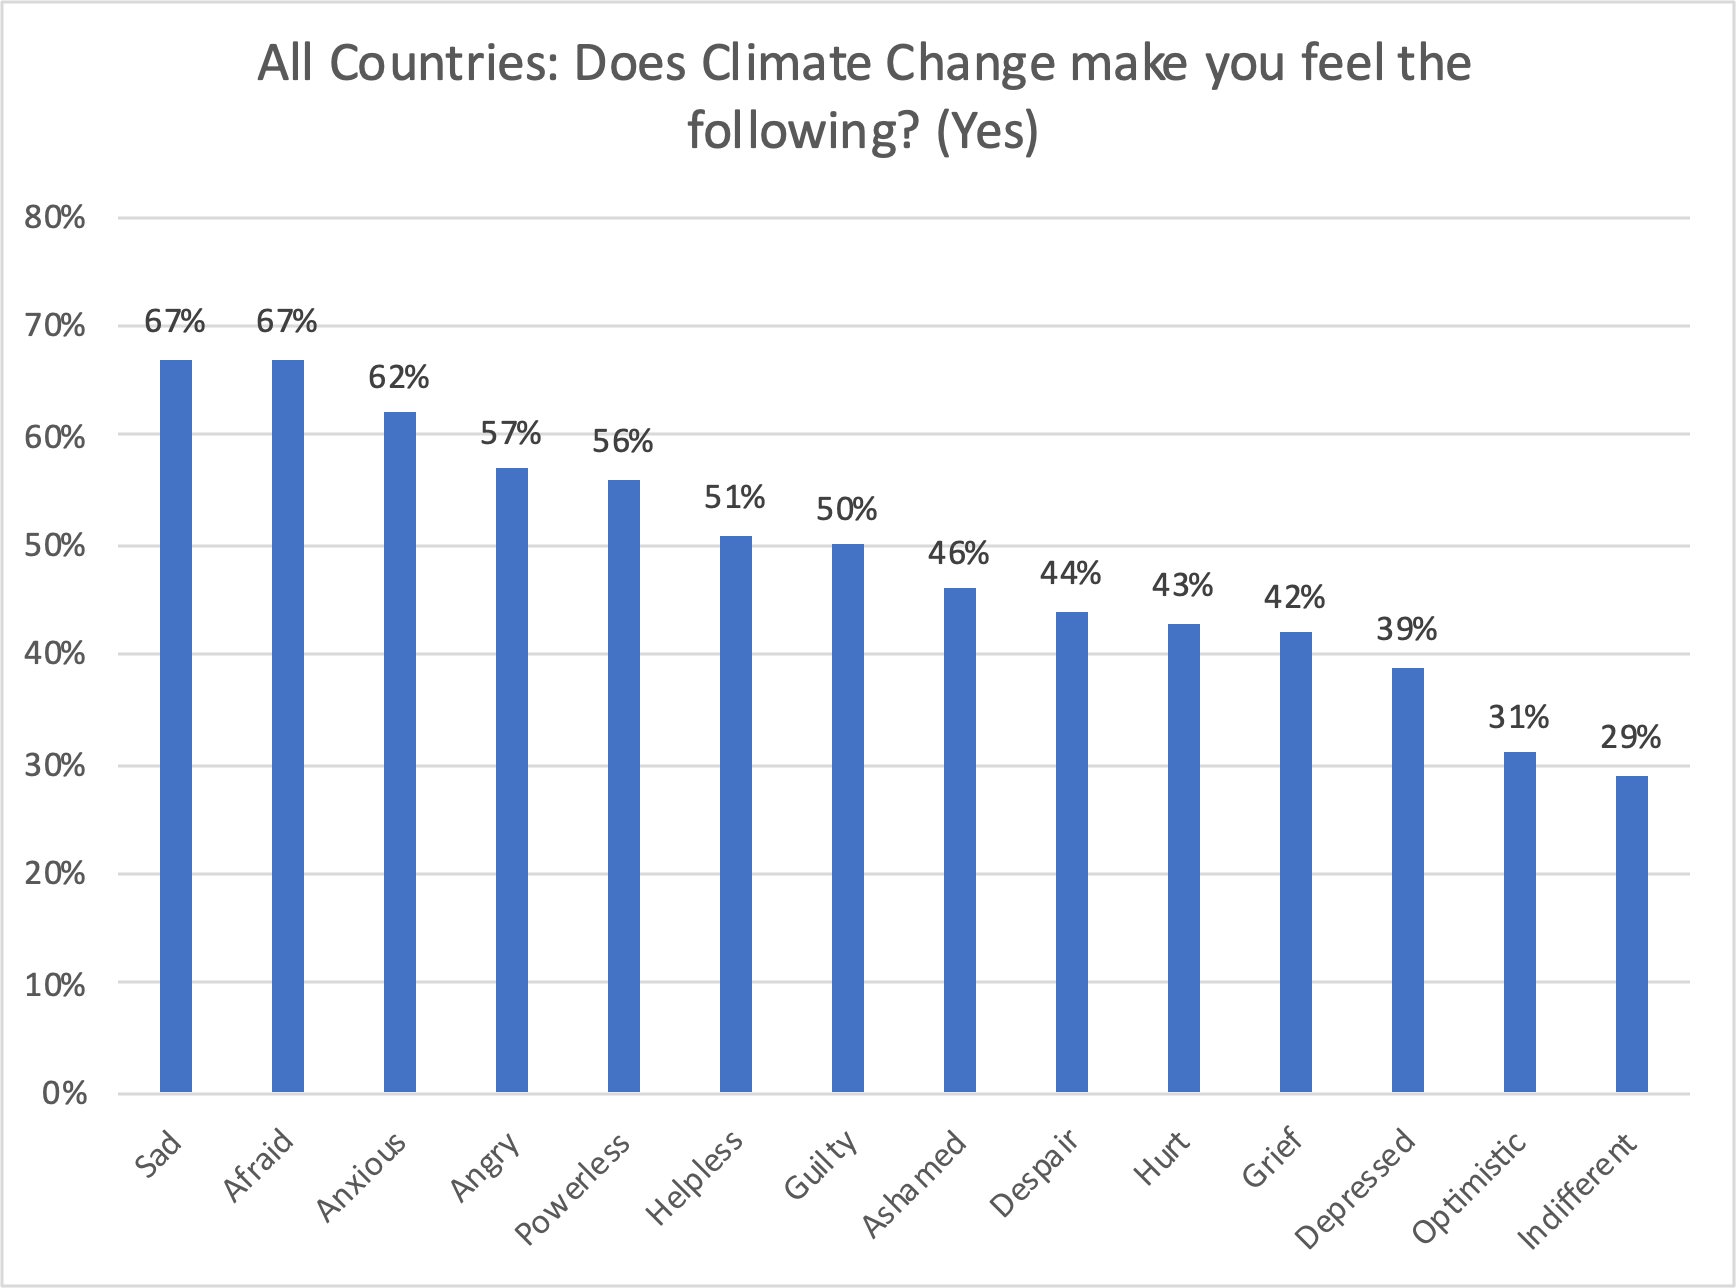 All Countries: Does Climate Change make you feel the
following? (Yes)
80%
70%
60%
50%
40%
30%
20%
10%
0%
67%
67%
62%
57%
56%
51%
50%
46%
44%
43%
42%
39%
31%
29%
Sad
Afraid
Anxious
Angry
Powerless
Helpless
Guilty
Ashamed
Despair
Hurt
Grief
Depressed
Optimistic
Indifferent